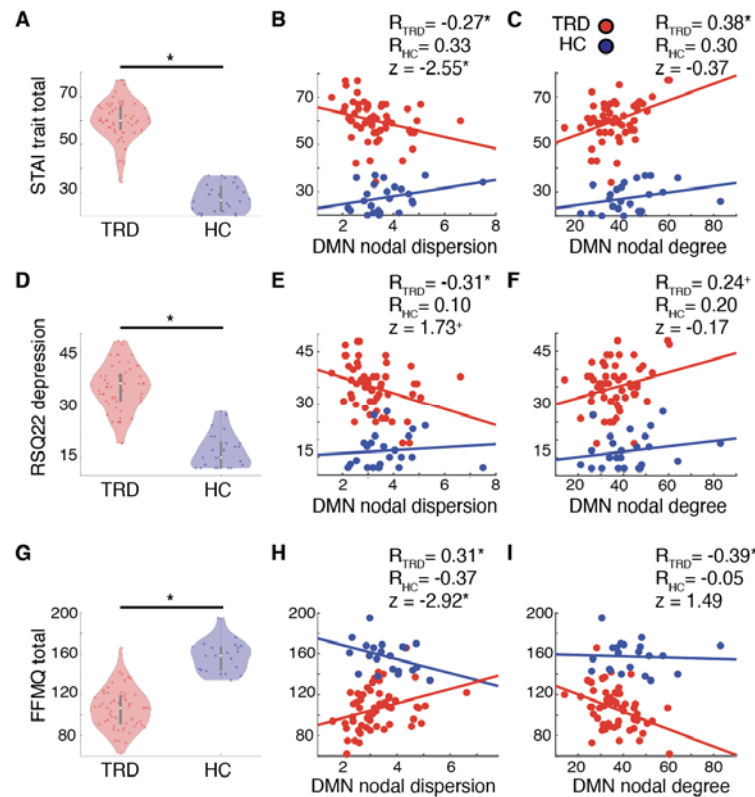 A
*
STAI trait total
70
50
30
TRD
HC
B
R_TRD= -0.27*
R_HC= 0.33
z = -2.55*
70
50
30
2
4
6
8
DMN nodal dispersion
C
TRD
HC
R_TRD= 0.38*
R_HC= 0.30
z = -0.37
70
50
30
20
40
60
80
DMN nodal degree
D
*
RSQ22 depression
45
30
15
TRD
HC
E
R_TRD= -0.31*
R_HC= 0.10
z = 1.73+
45
30
15
2
4
6
8
DMN nodal dispersion
F
R_TRD= 0.24+
R_HC= 0.20
z = -0.17
45
30
15
20
40
60
80
DMN nodal degree
G
*
FFMQ total
200
160
120
80
TRD
HC
H
R_TRD= 0.31*
R_HC= -0.37
z = -2.92*
200
160
120
80
2
4
6
DMN nodal dispersion
I
R_TRD= -0.39*
R_HC= -0.05
z = 1.49
200
160
120
80
20
40
60
80
DMN nodal degree